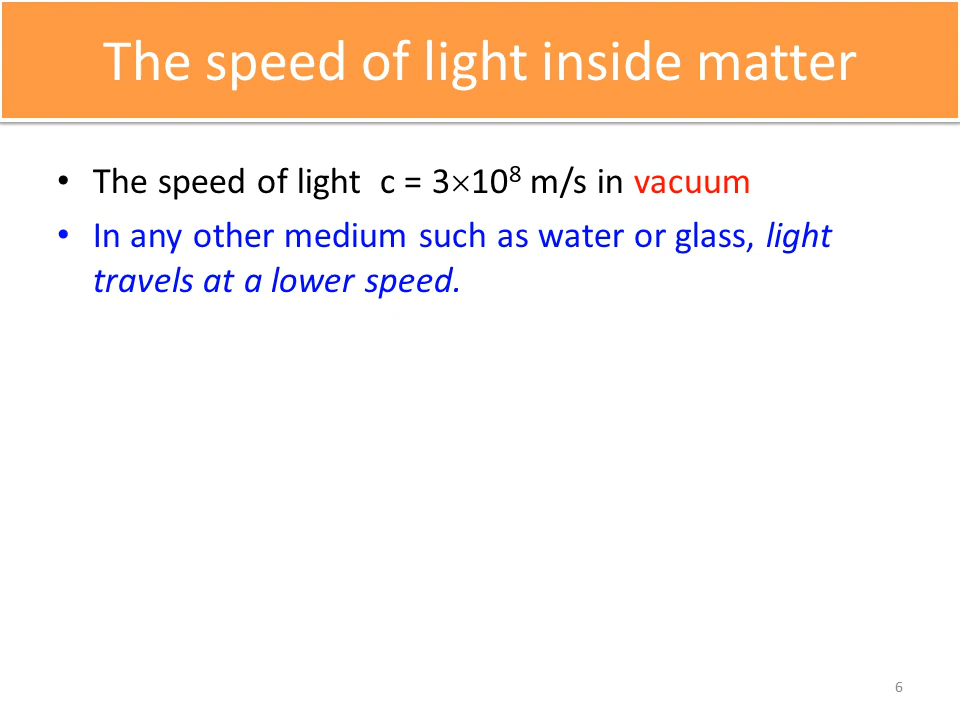 The speed of light inside matter
• The speed of light  c = 3×10⁸ m/s in vacuum
• In any other medium such as water or glass, light
travels at a lower speed.
6